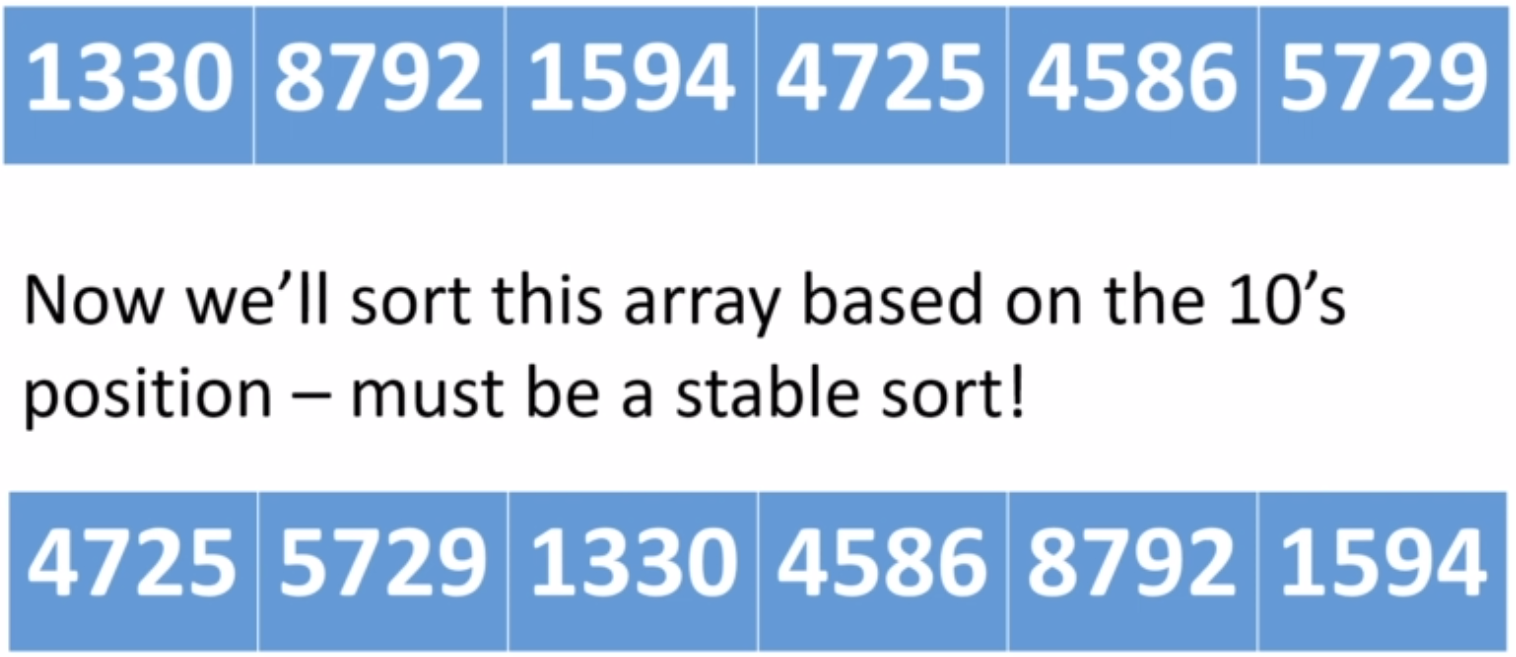 1330 8792 1594 4725 4586 5729
Now we’ll sort this array based on the 10’s
position – must be a stable sort!
4725 5729 1330 4586 8792 1594